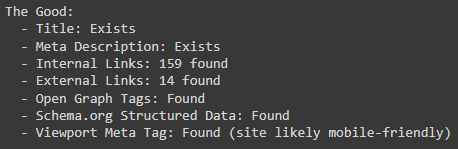 The Good:
- Title: Exists
- Meta Description: Exists
- Internal Links: 159 found
- External Links: 14 found
- Open Graph Tags: Found
- Schema.org Structured Data: Found
- Viewport Meta Tag: Found (site likely mobile-friendly)